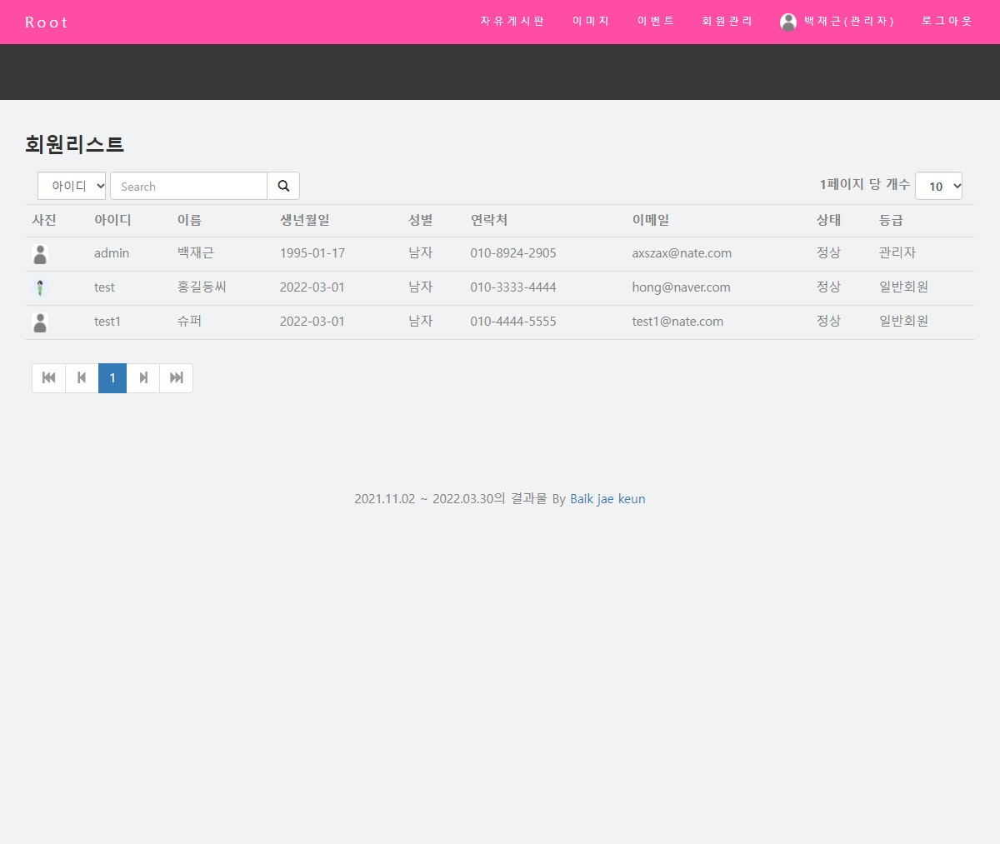 Root 자유게시판 이미지 이벤트 회원관리 백재근(관리자) 로그아웃
회원리스트
아이디 Search 1페이지 당 개수 10
사진 아이디 이름 생년월일 성별 연락처 이메일 상태 등급
admin 백재근 1995-01-17 남자 010-8924-2905 axszax@nate.com 정상 관리자
test 홍길동씨 2022-03-01 남자 010-3333-4444 hong@naver.com 정상 일반회원
test1 슈퍼 2022-03-01 남자 010-4444-5555 test1@nate.com 정상 일반회원
1
2021.11.02 ~ 2022.03.30의 결과물 By Baik jae keun